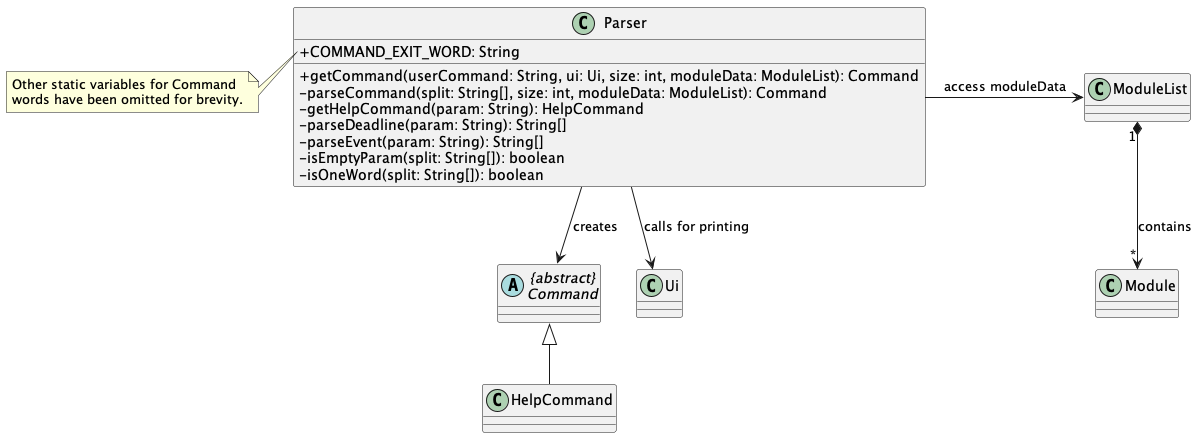 C Parser
+COMMAND_EXIT_WORD: String
Other static variables for Command
words have been omitted for brevity.
+getCommand(userCommand: String, ui: Ui, size: int, moduleData: ModuleList): Command
-parseCommand(split: String[], size: int, moduleData: ModuleList): Command
-getHelpCommand(param: String): HelpCommand
-parseDeadline(param: String): String[]
-parseEvent(param: String): String[]
-isEmptyParam(split: String[]): boolean
-isOneWord(split: String[]): boolean
access moduleData
C ModuleList
1
creates
calls for printing
contains
*
A {abstract}
Command
C Ui
C Module
C HelpCommand